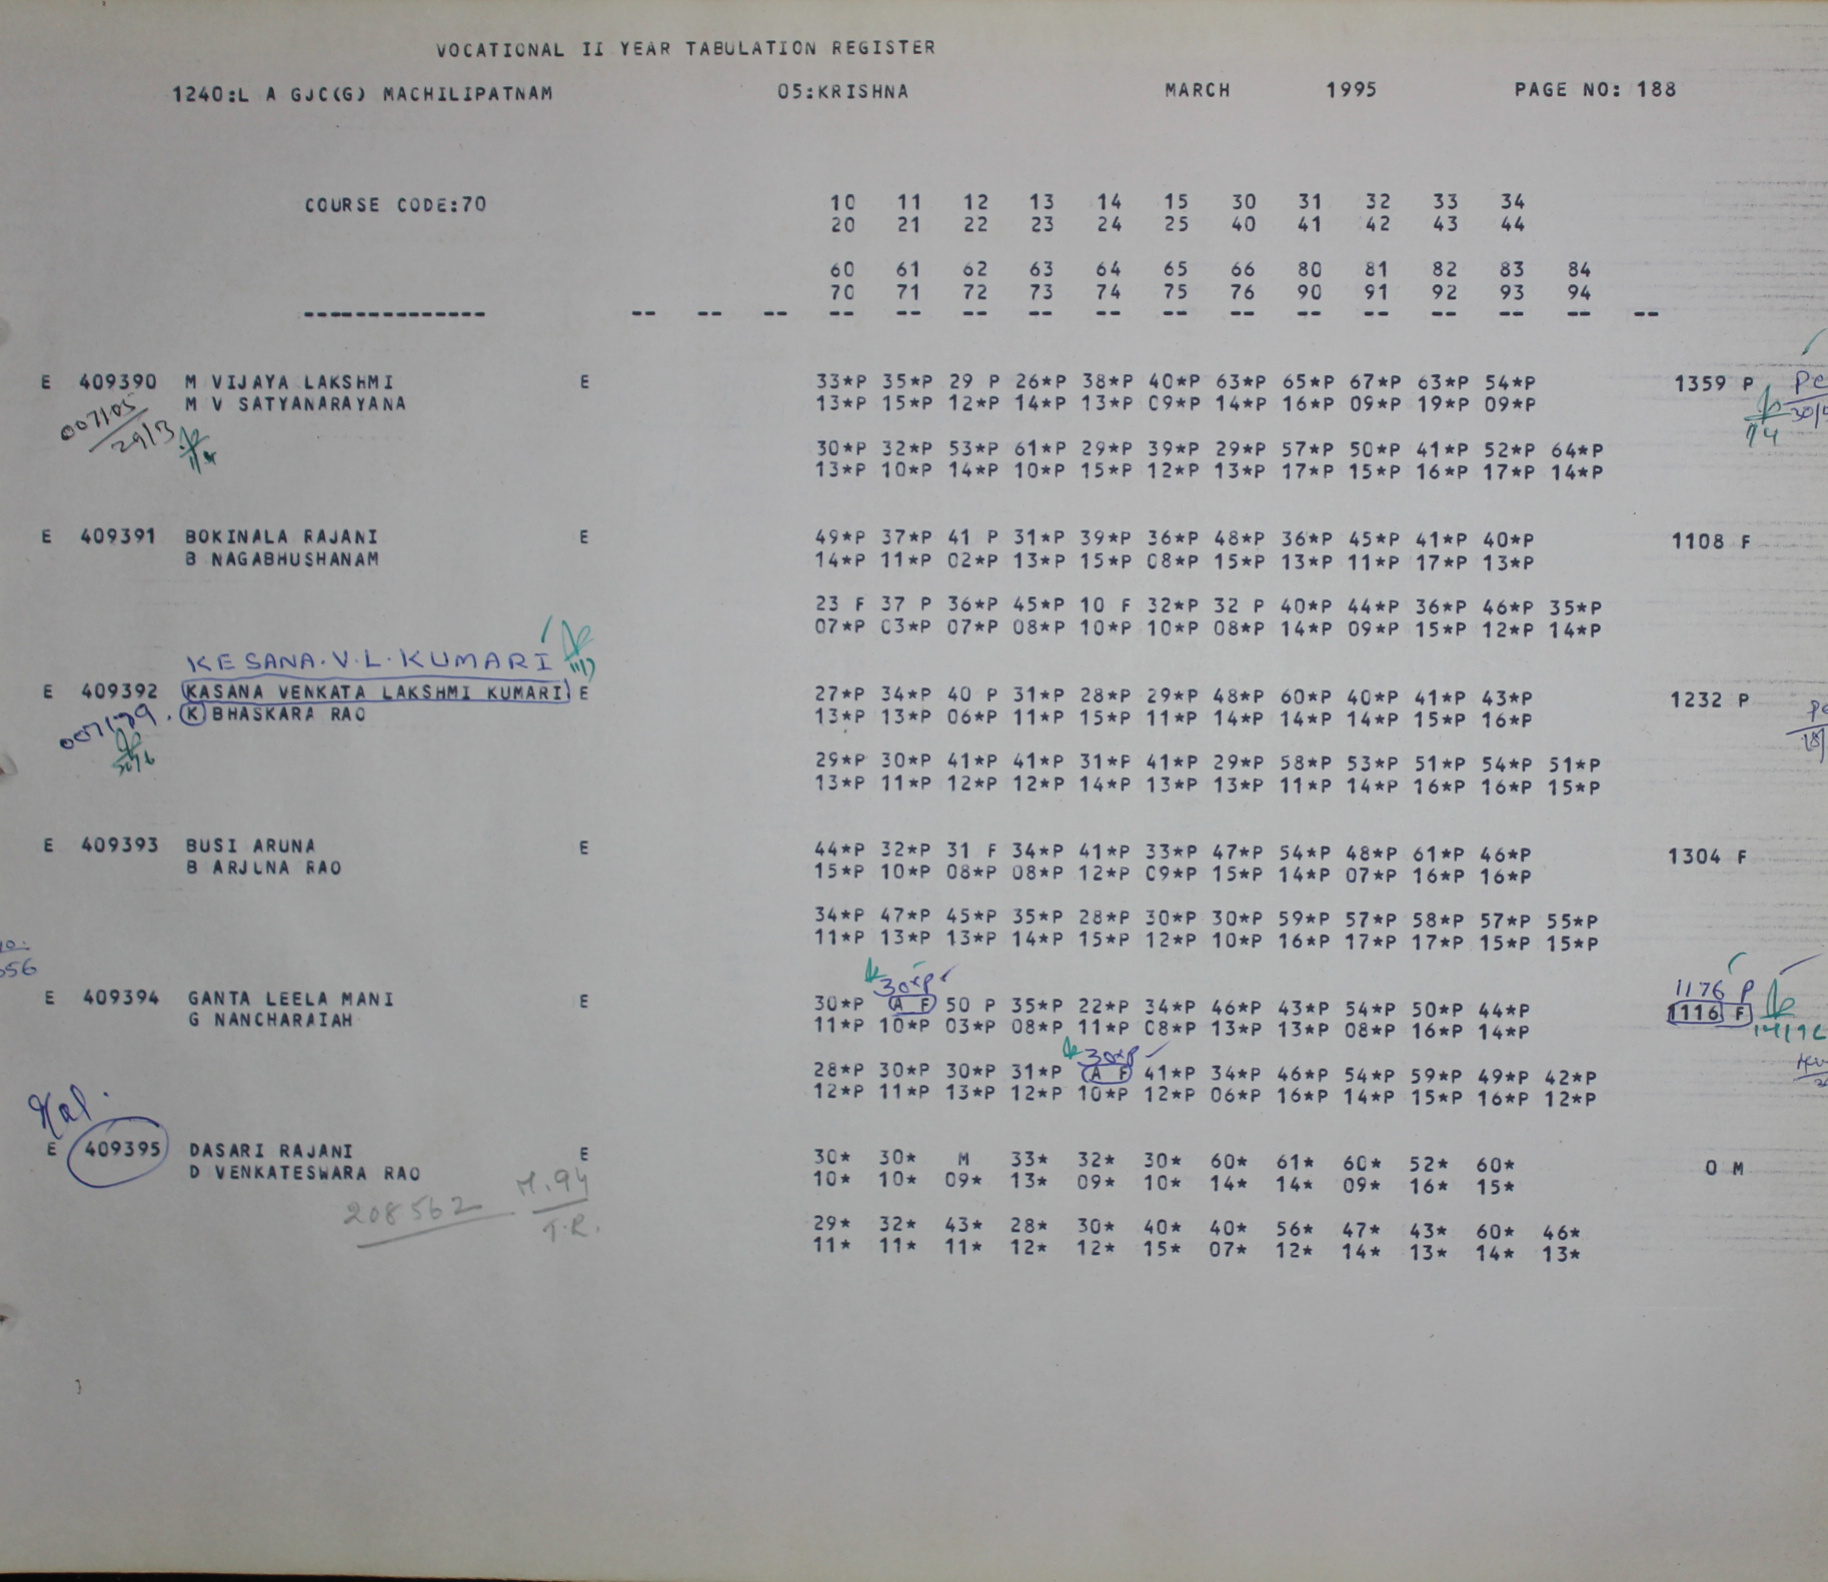 VOCATIONAL II YEAR TABULATION REGISTER
1240:L A GJC(G) MACHILIPATNAM 05:KRISHNA MARCH 1995 PAGE NO: 188
COURSE CODE:70 10 11 12 13 14 15 30 31 32 33 34
20 21 22 23 24 25 40 41 42 43 44
60 61 62 63 64 65 66 80 81 82 83 84
70 71 72 73 74 75 76 90 91 92 93 94
-------------- -- -- -- -- -- -- -- -- -- -- -- -- -- -- -- --
E 409390 M VIJAYA LAKSHMI E 33*P 35*P 29 P 26*P 38*P 40*P 63*P 65*P 67*P 63*P 54*P 1359 P
M V SATYANARAYANA 13*P 15*P 12*P 14*P 13*P 09*P 14*P 16*P 09*P 19*P 09*P
007105
29/3
1/4
30*P 32*P 53*P 61*P 29*P 39*P 29*P 57*P 50*P 41*P 52*P 64*P
13*P 10*P 14*P 10*P 15*P 12*P 13*P 17*P 15*P 16*P 17*P 14*P
E 409391 BOKINALA RAJANI E 49*P 37*P 41 P 31*P 39*P 36*P 48*P 36*P 45*P 41*P 40*P 1108 F
B NAGABHUSHANAM 14*P 11*P 02*P 13*P 15*P 08*P 15*P 13*P 11*P 17*P 13*P
23 F 37 P 36*P 45*P 10 F 32*P 32 P 40*P 44*P 36*P 46*P 35*P
07*P 03*P 07*P 08*P 10*P 10*P 08*P 14*P 09*P 15*P 12*P 14*P
KESANA.V.L.KUMARI
E 409392 KASANA VENKATA LAKSHMI KUMARI E 27*P 34*P 40 P 31*P 28*P 29*P 48*P 60*P 40*P 41*P 43*P 1232 P
007179. K BHASKARA RAO 13*P 13*P 06*P 11*P 15*P 11*P 14*P 14*P 14*P 15*P 16*P
29*P 30*P 41*P 41*P 31*P 41*P 29*P 58*P 53*P 51*P 54*P 51*P
13*P 11*P 12*P 12*P 14*P 13*P 13*P 11*P 14*P 16*P 16*P 15*P
E 409393 BUSI ARUNA E 44*P 32*P 31 F 34*P 41*P 33*P 47*P 54*P 48*P 61*P 46*P 1304 F
B ARJUNA RAO 15*P 10*P 08*P 08*P 12*P 09*P 15*P 14*P 07*P 16*P 16*P
34*P 47*P 45*P 35*P 28*P 30*P 30*P 59*P 57*P 58*P 57*P 55*P
11*P 13*P 13*P 14*P 15*P 12*P 10*P 16*P 17*P 17*P 15*P 15*P
30*P 1176 P
E 409394 GANTA LEELA MANI E 30*P A F 50 P 35*P 22*P 34*P 46*P 43*P 54*P 50*P 44*P 1116 F
G NANCHARAIAH 11*P 10*P 03*P 08*P 11*P 08*P 13*P 13*P 08*P 16*P 14*P
30*P
28*P 30*P 30*P 31*P A F 41*P 34*P 46*P 54*P 59*P 49*P 42*P
12*P 11*P 13*P 12*P 10*P 12*P 06*P 16*P 14*P 15*P 16*P 12*P
E 409395 DASARI RAJANI E 30* 30* M 33* 32* 30* 60* 61* 60* 52* 60* 0 M
D VENKATESWARA RAO 10* 10* 09* 13* 09* 10* 14* 14* 09* 16* 15*
208562 M.94
T.R.
29* 32* 43* 28* 30* 40* 40* 56* 47* 43* 60* 46*
11* 11* 11* 12* 12* 15* 07* 12* 14* 13* 14* 13*